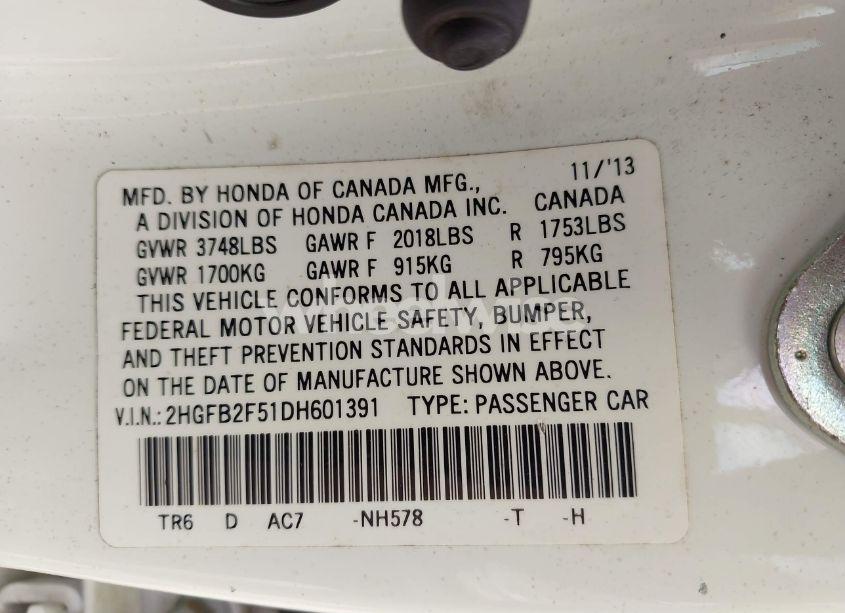 11/'13
MFD. BY HONDA OF CANADA MFG.,
A DIVISION OF HONDA CANADA INC. CANADA
GVWR 3748LBS GAWR F 2018LBS R 1753LBS
GVWR 1700KG GAWR F 915KG R 795KG
THIS VEHICLE CONFORMS TO ALL APPLICABLE
FEDERAL MOTOR VEHICLE SAFETY, BUMPER,
AND THEFT PREVENTION STANDARDS IN EFFECT
ON THE DATE OF MANUFACTURE SHOWN ABOVE.
V.I.N.: 2HGFB2F51DH601391 TYPE: PASSENGER CAR
TR6 D AC7 -NH578 -T -H